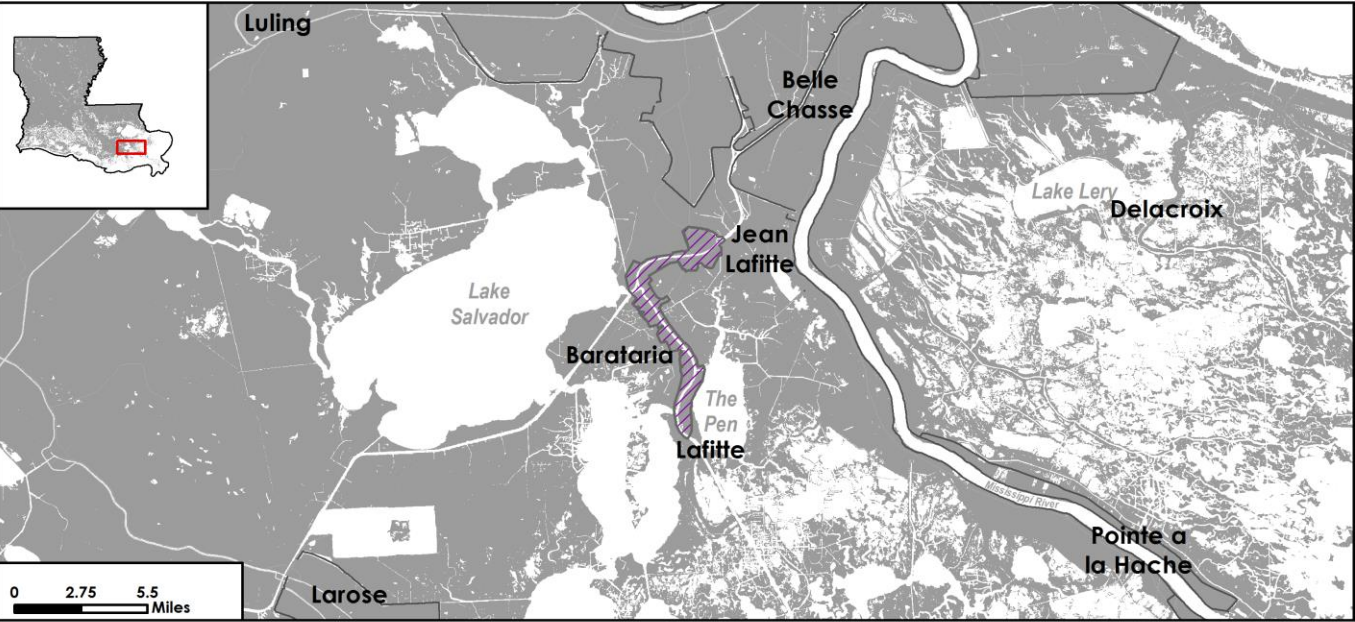 Luling
Belle
Chasse
Lake Lery
Delacroix
Jean
Lafitte
Lake
Salvador
Barataria
The
Pen
Lafitte
Mississippi River
Pointe a
la Hache
Larose
0 2.75 5.5
Miles